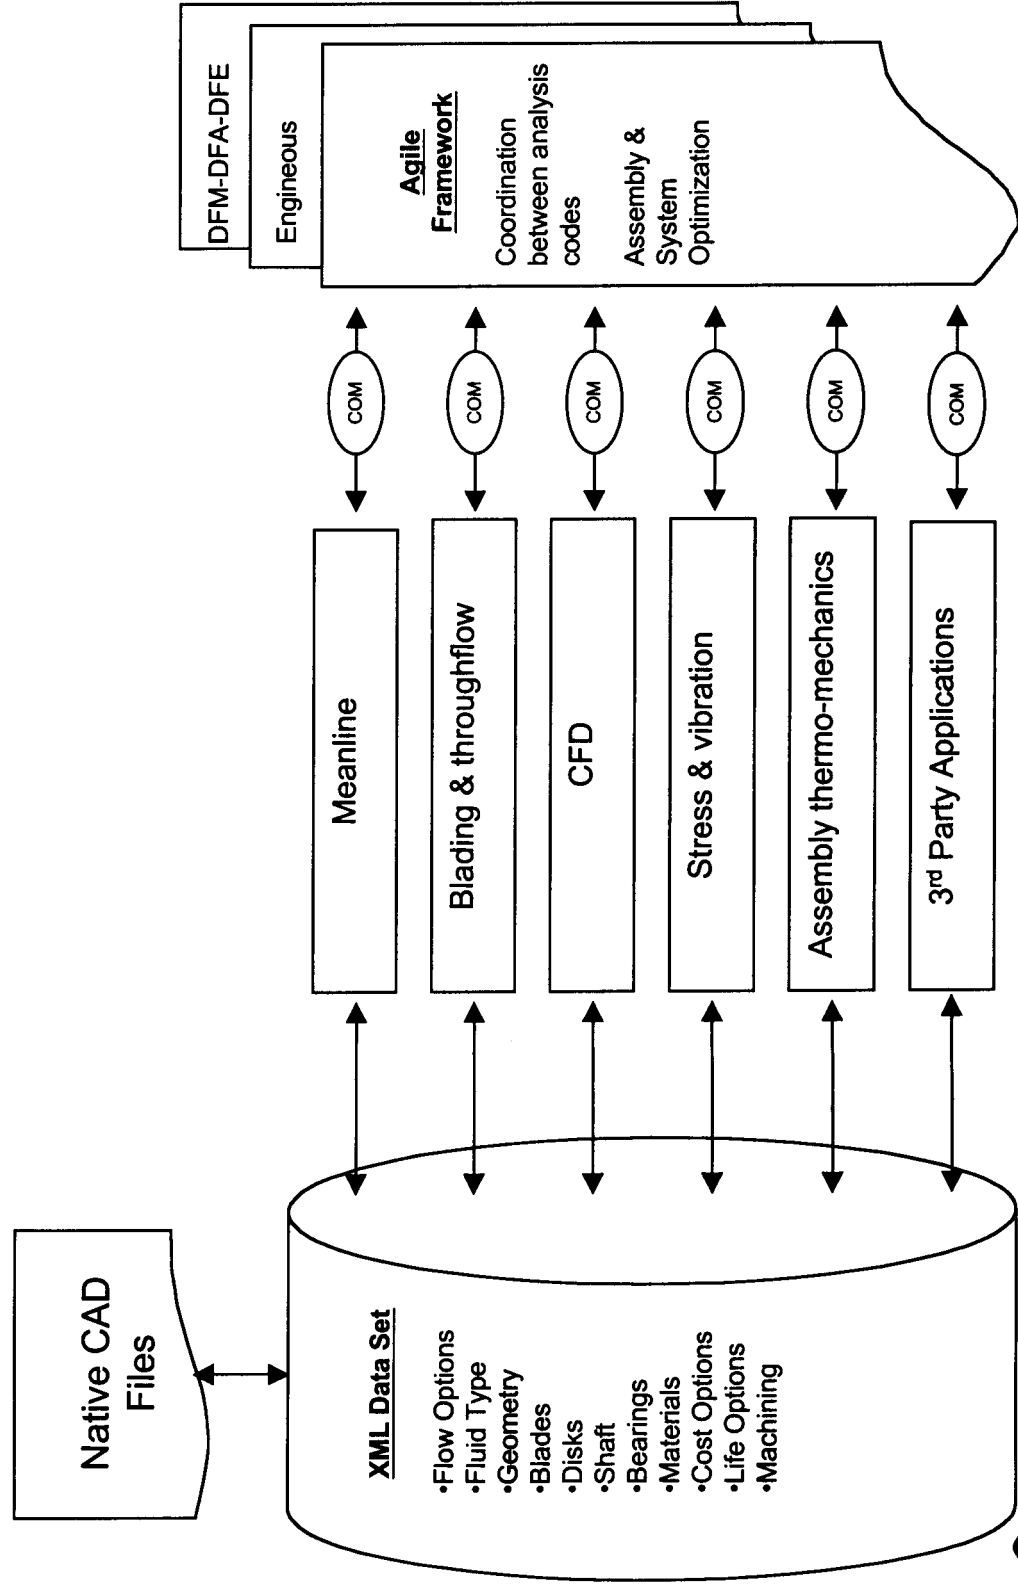 Native CAD
Files
XML Data Set
•Flow Options
•Fluid Type
•Geometry
•Blades
•Disks
•Shaft
•Bearings
•Materials
•Cost Options
•Life Options
•Machining
Meanline
Blading & throughflow
CFD
Stress & vibration
Assembly thermo-mechanics
3rd Party Applications
COM
COM
COM
COM
COM
COM
DFM-DFA-DFE
Engineous
Agile
Framework
Coordination
between analysis
codes
Assembly &
System
Optimization